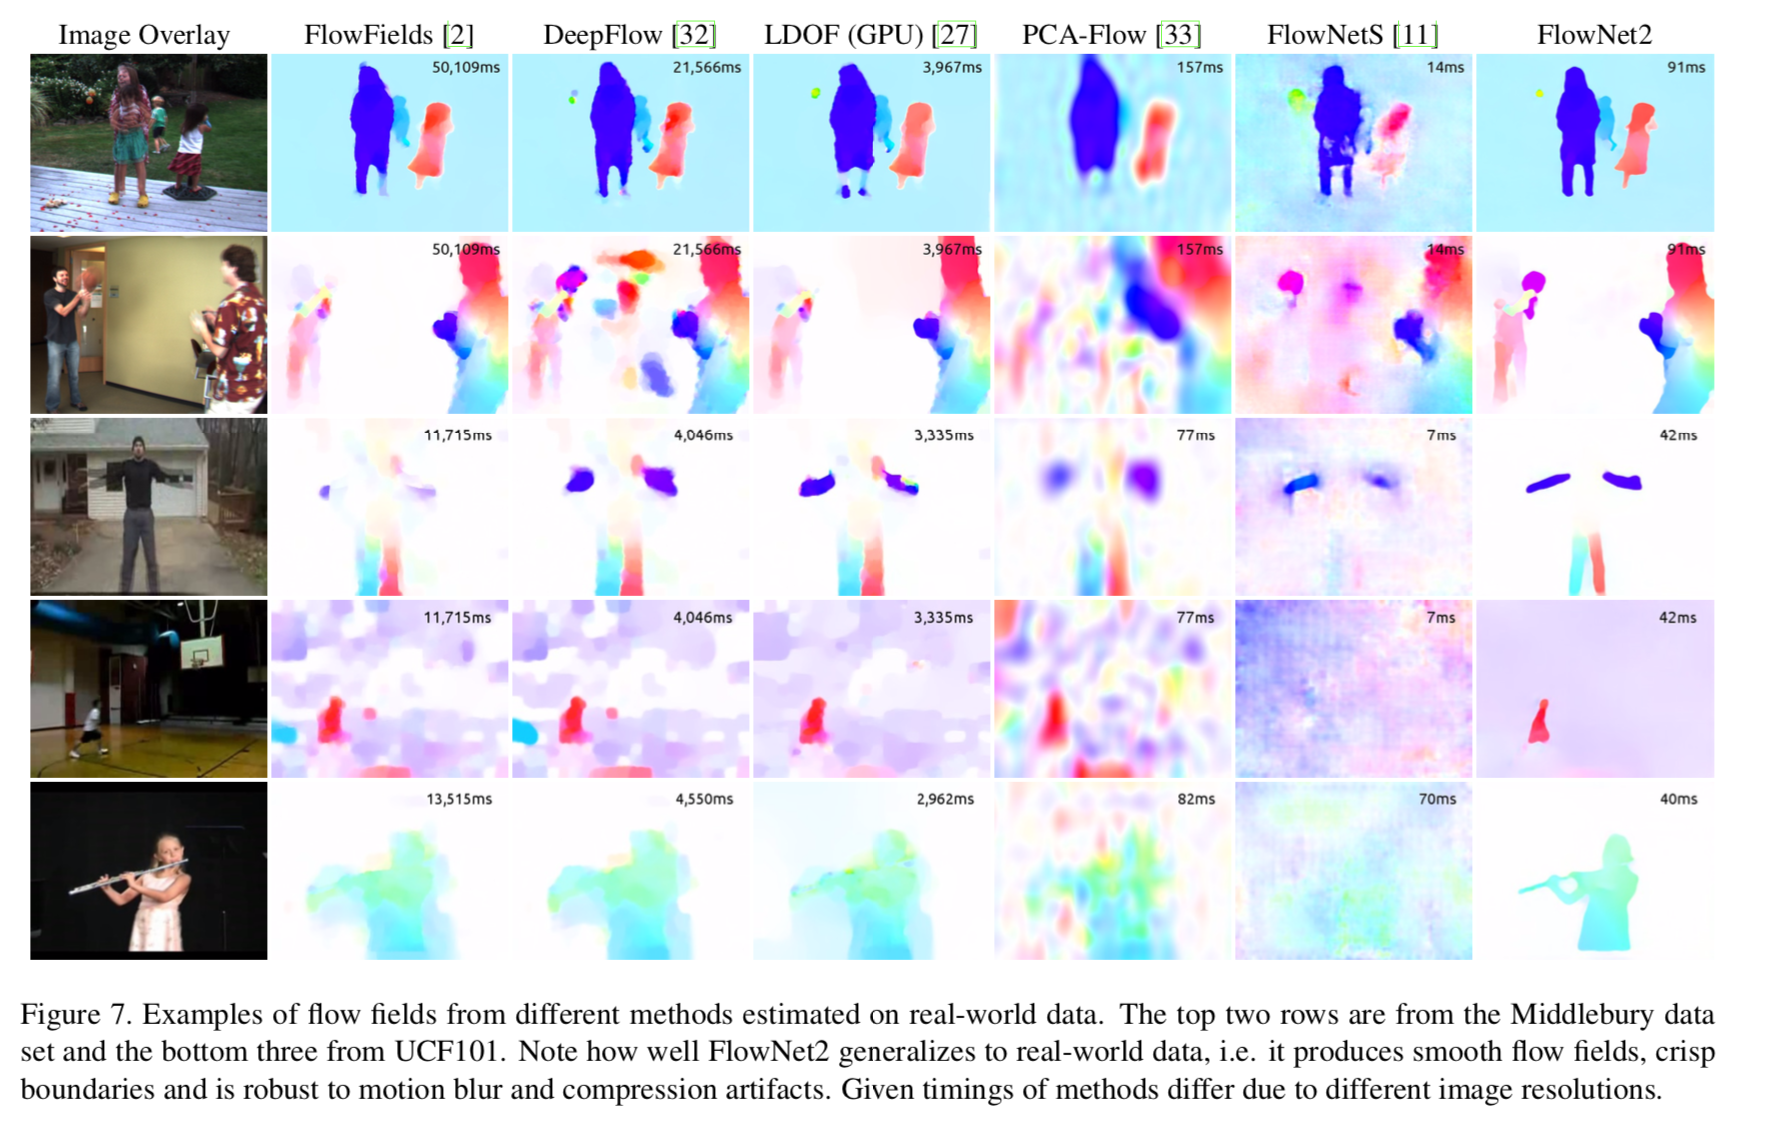 Image Overlay FlowFields [2] DeepFlow [32] LDOF (GPU) [27] PCA-Flow [33] FlowNetS [11] FlowNet2
50,109ms 21,566ms 3,967ms 157ms 14ms 91ms
50,109ms 21,566ms 3,967ms 157ms 14ms 91ms
11,715ms 4,046ms 3,335ms 77ms 7ms 42ms
11,715ms 4,046ms 3,335ms 77ms 7ms 42ms
13,515ms 4,550ms 2,962ms 82ms 70ms 40ms
Figure 7. Examples of flow fields from different methods estimated on real-world data. The top two rows are from the Middlebury data
set and the bottom three from UCF101. Note how well FlowNet2 generalizes to real-world data, i.e. it produces smooth flow fields, crisp
boundaries and is robust to motion blur and compression artifacts. Given timings of methods differ due to different image resolutions.